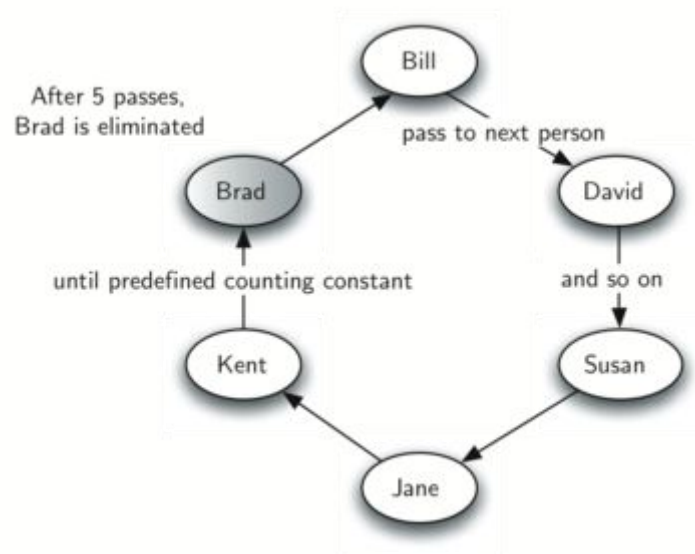 Bill
After 5 passes,
Brad is eliminated
pass to next person
Brad
David
until predefined counting constant
and so on
Kent
Susan
Jane